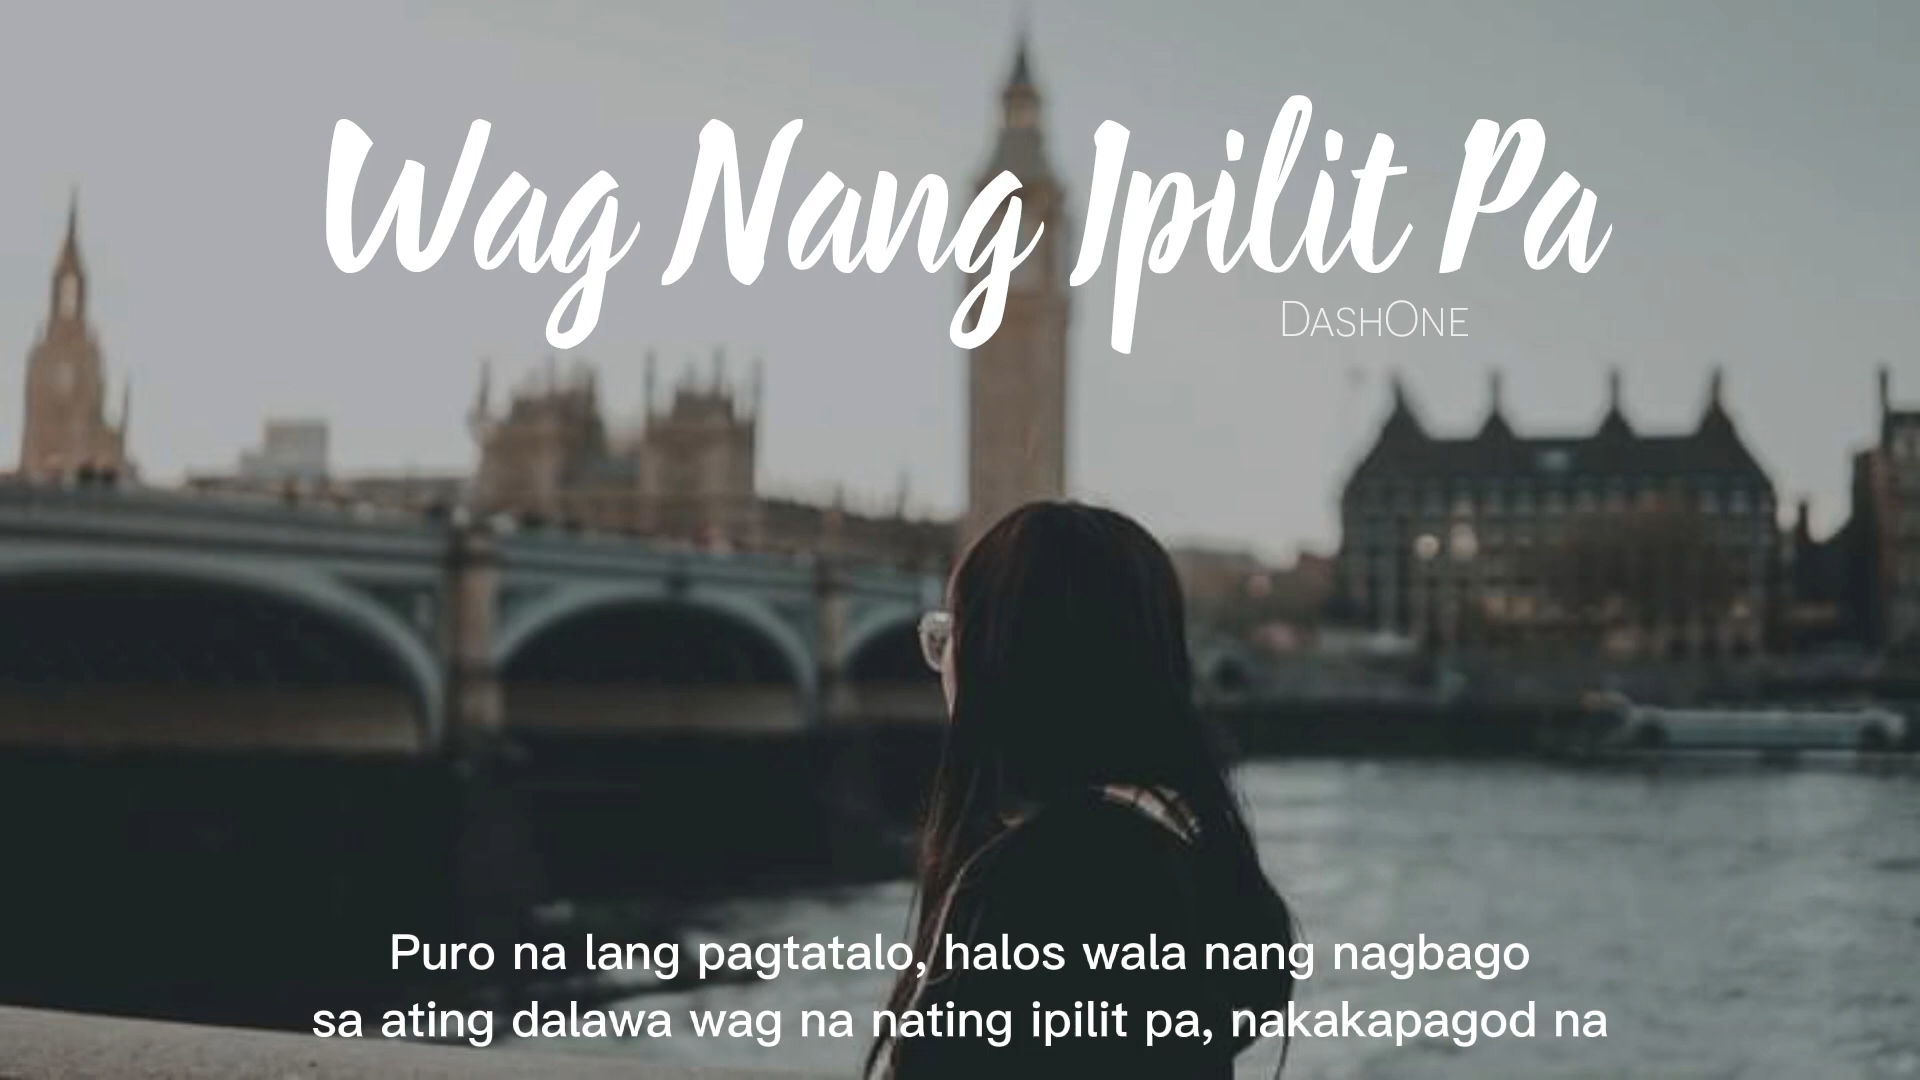 Wag Nang Ipilit Pa
DashOne
Puro na lang pagtatalo, halos wala nang nagbago
sa ating dalawa wag na nating ipilit pa, nakakapagod na